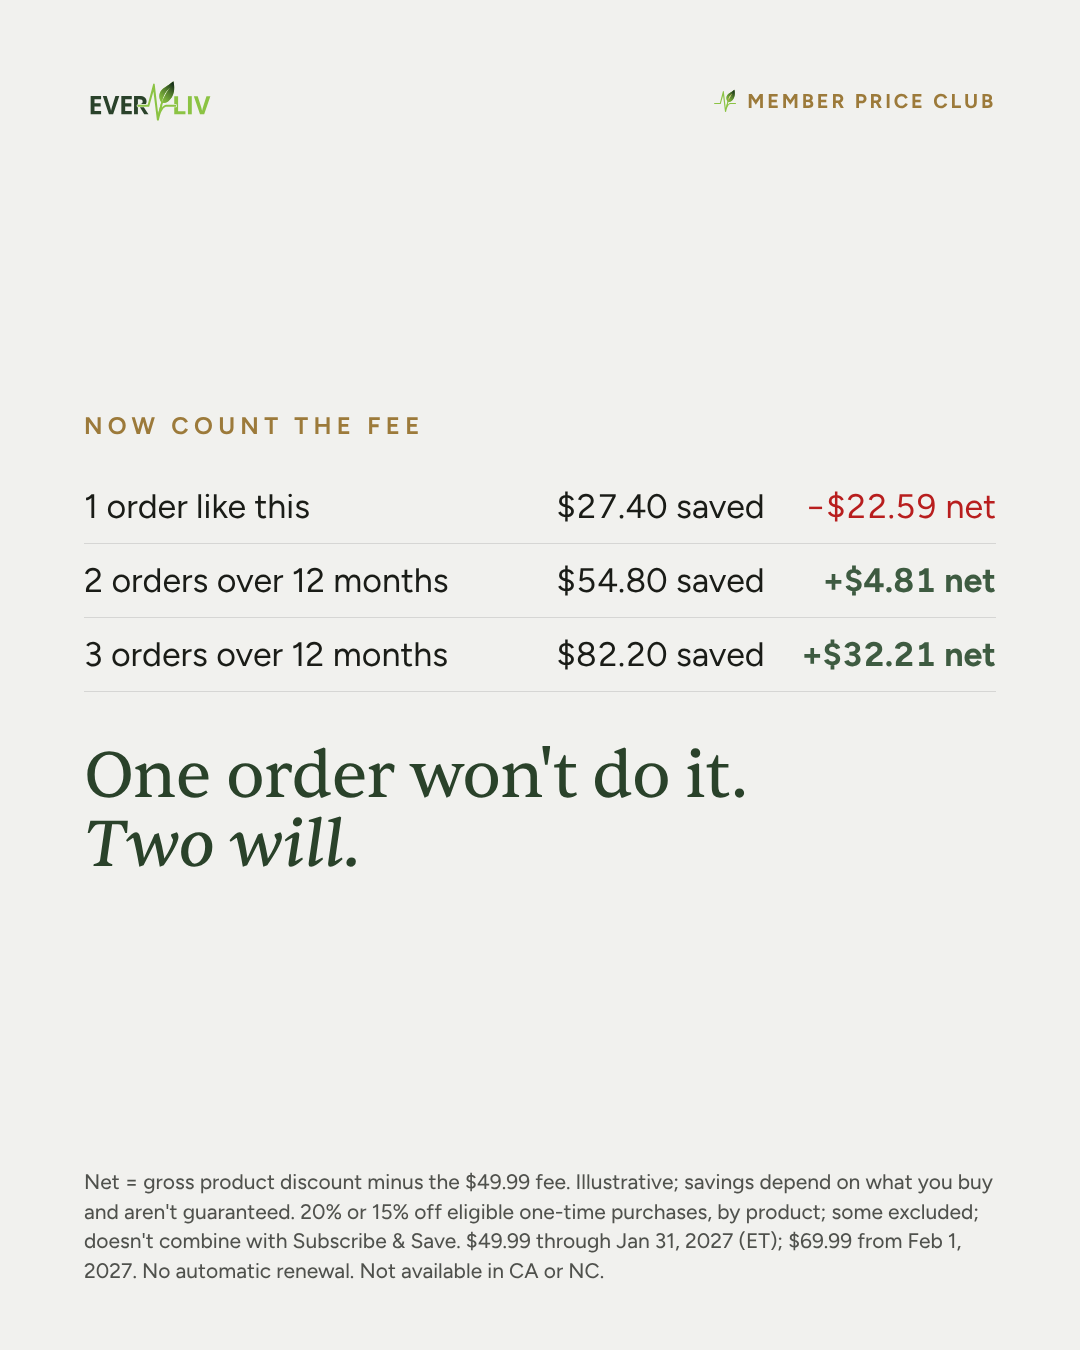 EVERLIV
MEMBER PRICE CLUB
NOW COUNT THE FEE
1 order like this $27.40 saved −$22.59 net
2 orders over 12 months $54.80 saved +$4.81 net
3 orders over 12 months $82.20 saved +$32.21 net
One order won't do it.
Two will.
Net = gross product discount minus the $49.99 fee. Illustrative; savings depend on what you buy
and aren't guaranteed. 20% or 15% off eligible one-time purchases, by product; some excluded;
doesn't combine with Subscribe & Save. $49.99 through Jan 31, 2027 (ET); $69.99 from Feb 1,
2027. No automatic renewal. Not available in CA or NC.